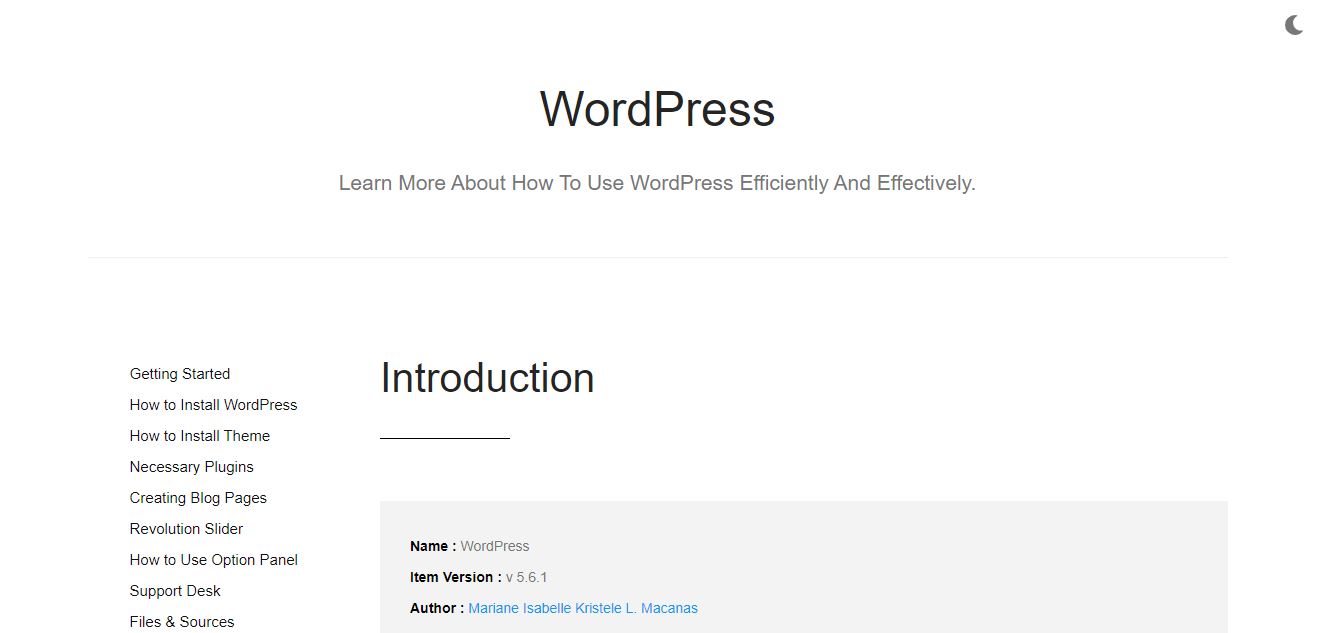 WordPress
Learn More About How To Use WordPress Efficiently And Effectively.
Getting Started
How to Install WordPress
How to Install Theme
Necessary Plugins
Creating Blog Pages
Revolution Slider
How to Use Option Panel
Support Desk
Files & Sources
Introduction
Name : WordPress
Item Version : v 5.6.1
Author : Mariane Isabelle Kristele L. Macanas